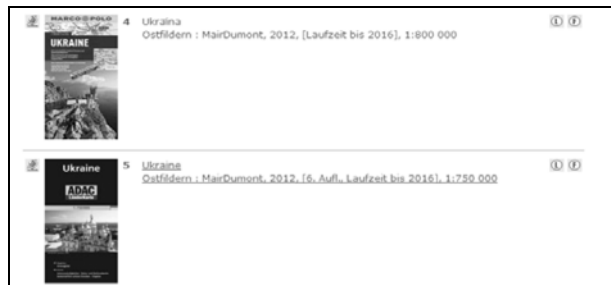 4 Ukraina
Ostfildern : MairDumont, 2012, [Laufzeit bis 2016], 1:800 000
MARCO POLO
UKRAINE
5 Ukraine
Ostfildern : MairDumont, 2012, [6. Aufl., Laufzeit bis 2016], 1:750 000
Ukraine
ADAC